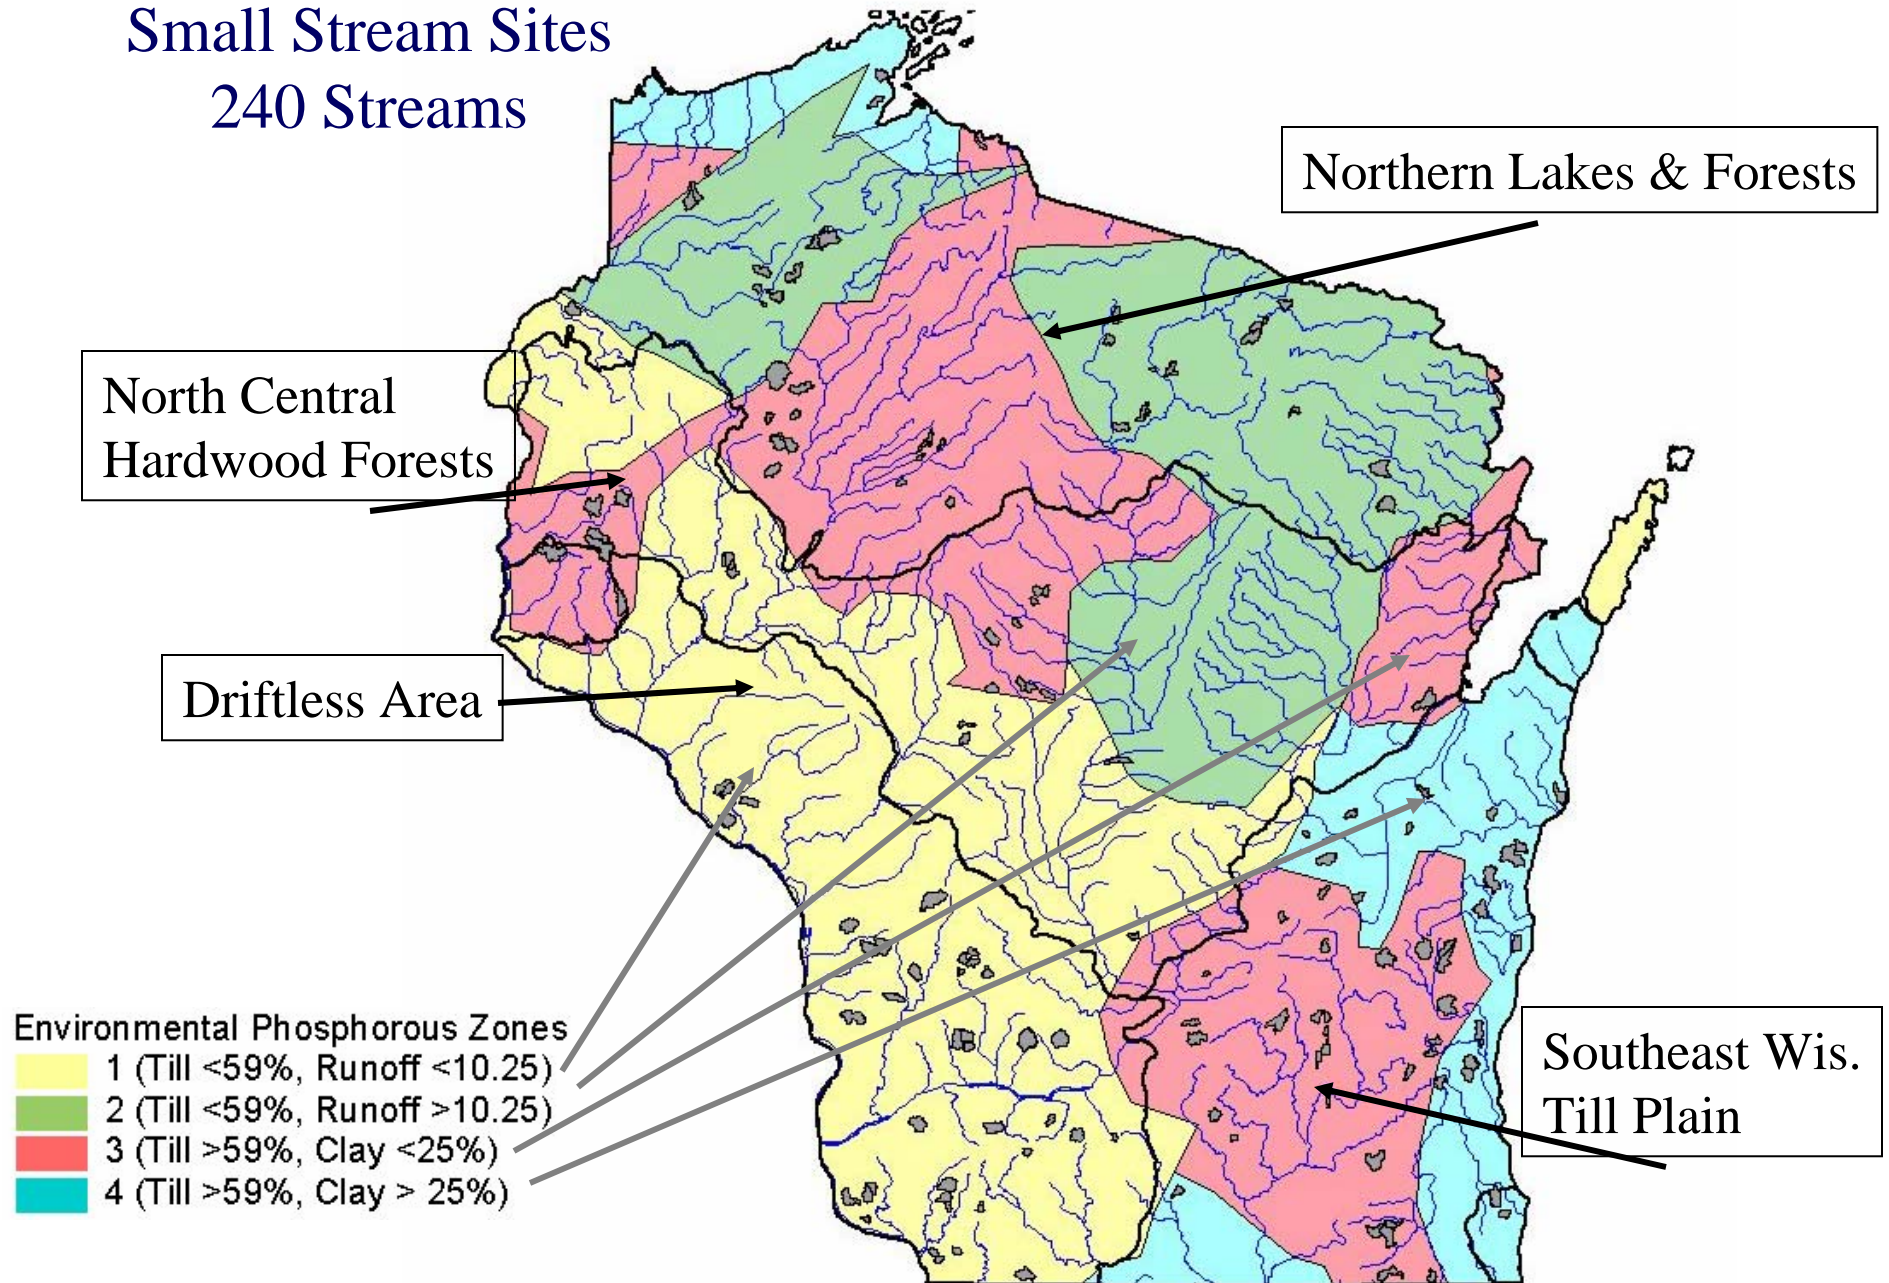 Small Stream Sites
240 Streams
Northern Lakes & Forests
North Central
Hardwood Forests
Driftless Area
Environmental Phosphorous Zones
1 (Till <59%, Runoff <10.25)
2 (Till <59%, Runoff >10.25)
3 (Till >59%, Clay <25%)
4 (Till >59%, Clay > 25%)
Southeast Wis.
Till Plain